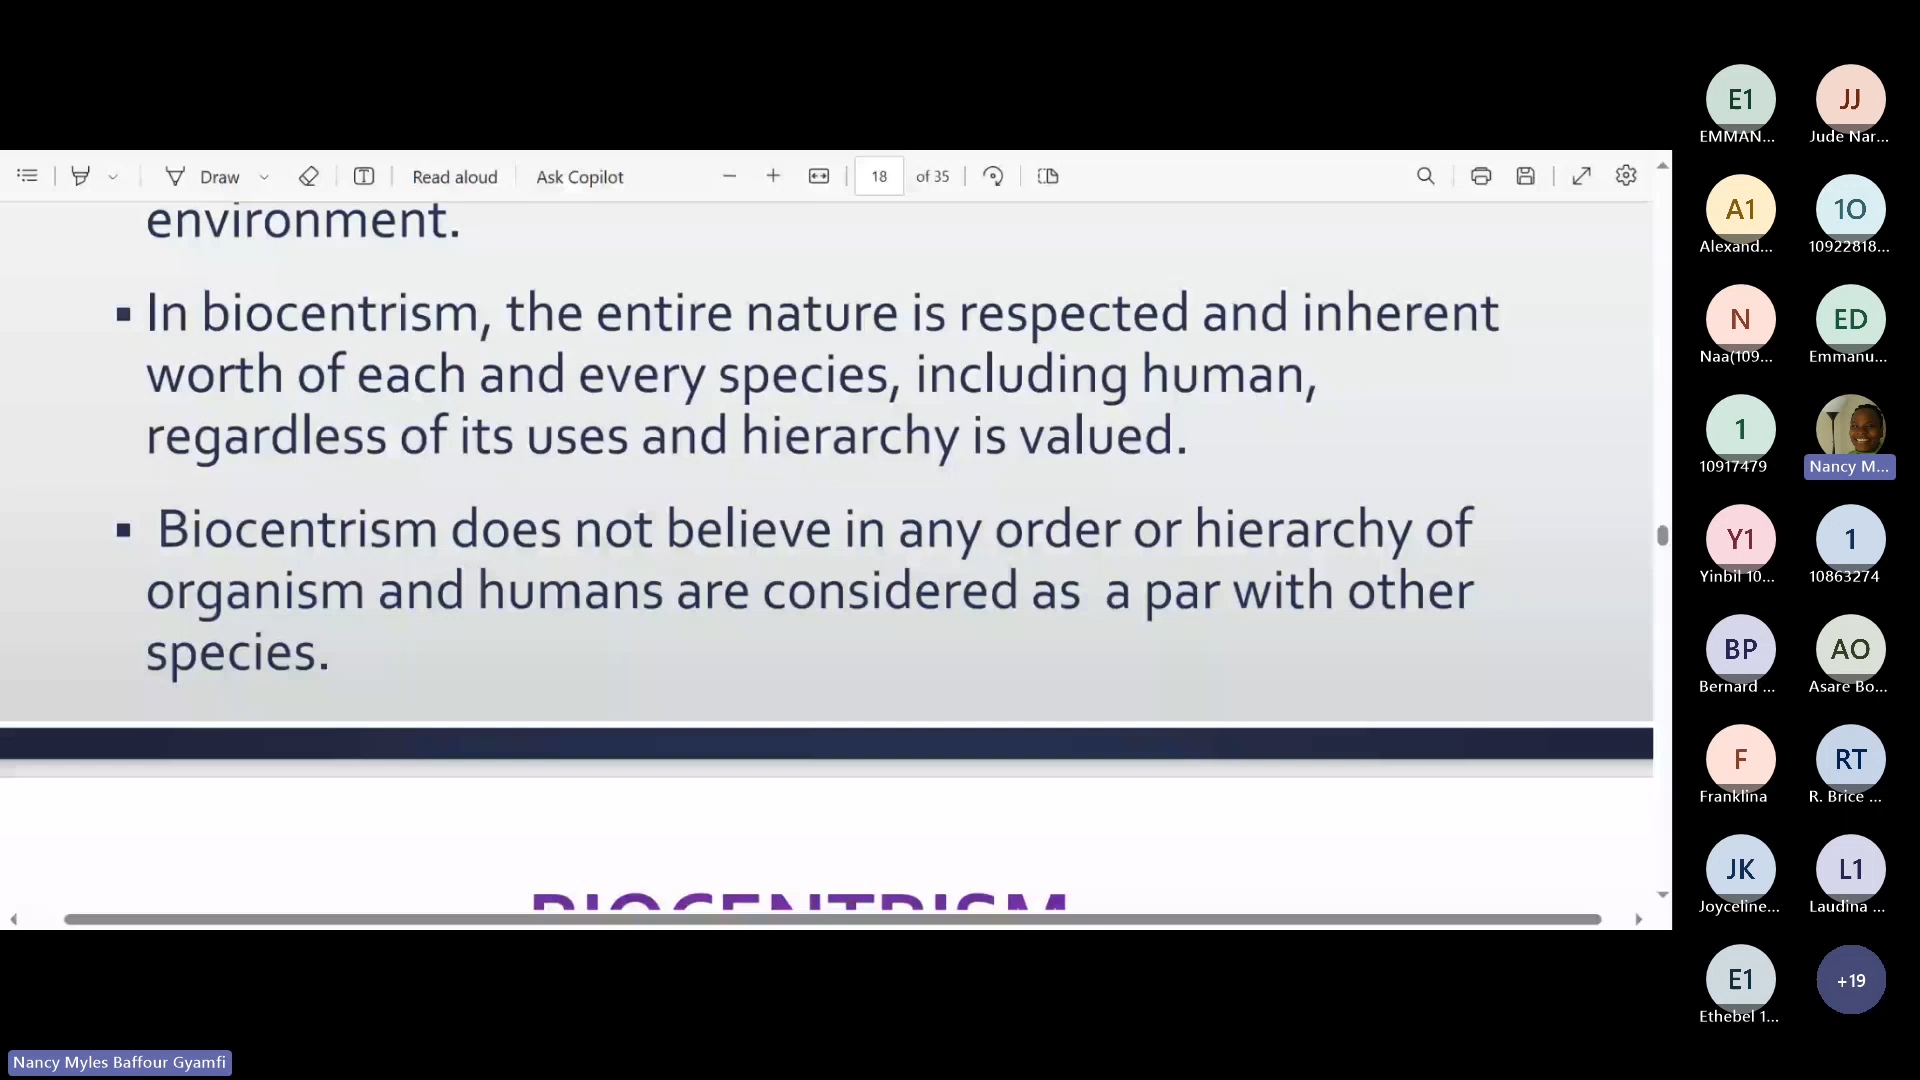 Draw
Read aloud
Ask Copilot
18 of 35
environment.
▪ In biocentrism, the entire nature is respected and inherent
worth of each and every species, including human,
regardless of its uses and hierarchy is valued.
▪ Biocentrism does not believe in any order or hierarchy of
organism and humans are considered as a par with other
species.
BIOCENTRISM
E1 JJ
EMMAN... Jude Nar...
A1 1O
Alexand... 10922818...
N ED
Naa(109... Emmanu...
1
10917479 Nancy M...
Y1 1
Yinbil 10... 10863274
BP AO
Bernard ... Asare Bo...
F RT
Franklina R. Brice ...
JK L1
Joyceline... Laudina ...
E1 +19
Ethebel 1...
Nancy Myles Baffour Gyamfi